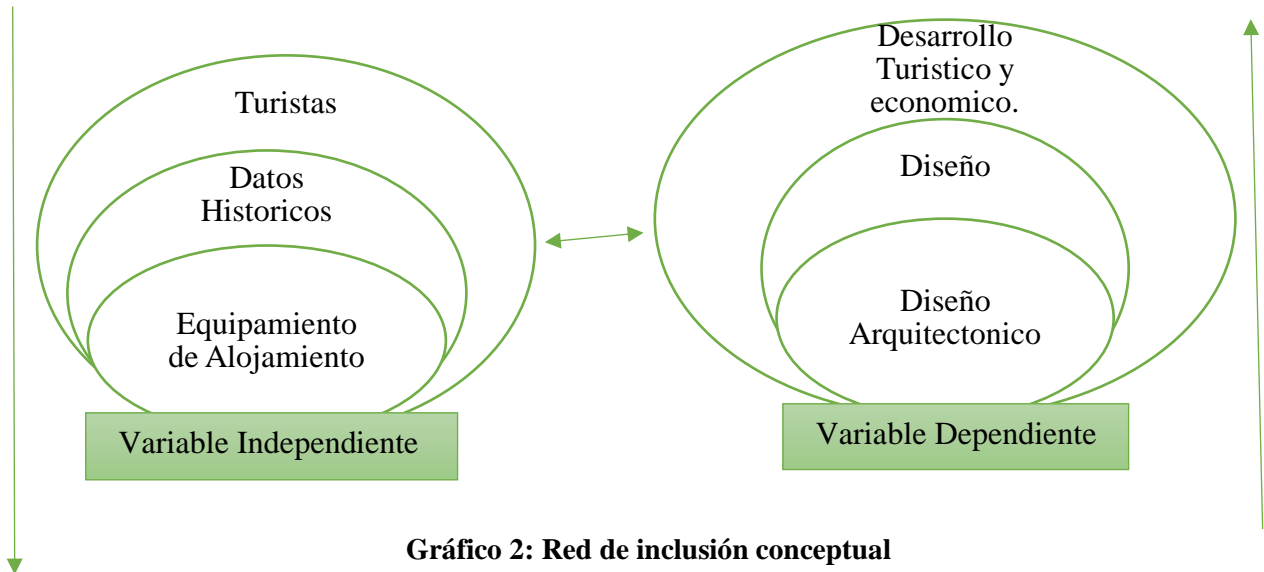 Turistas
Datos
Historicos
Equipamiento
de Alojamiento
Variable Independiente
Desarrollo
Turistico y
economico.
Diseño
Diseño
Arquitectonico
Variable Dependiente
Gráfico 2: Red de inclusión conceptual